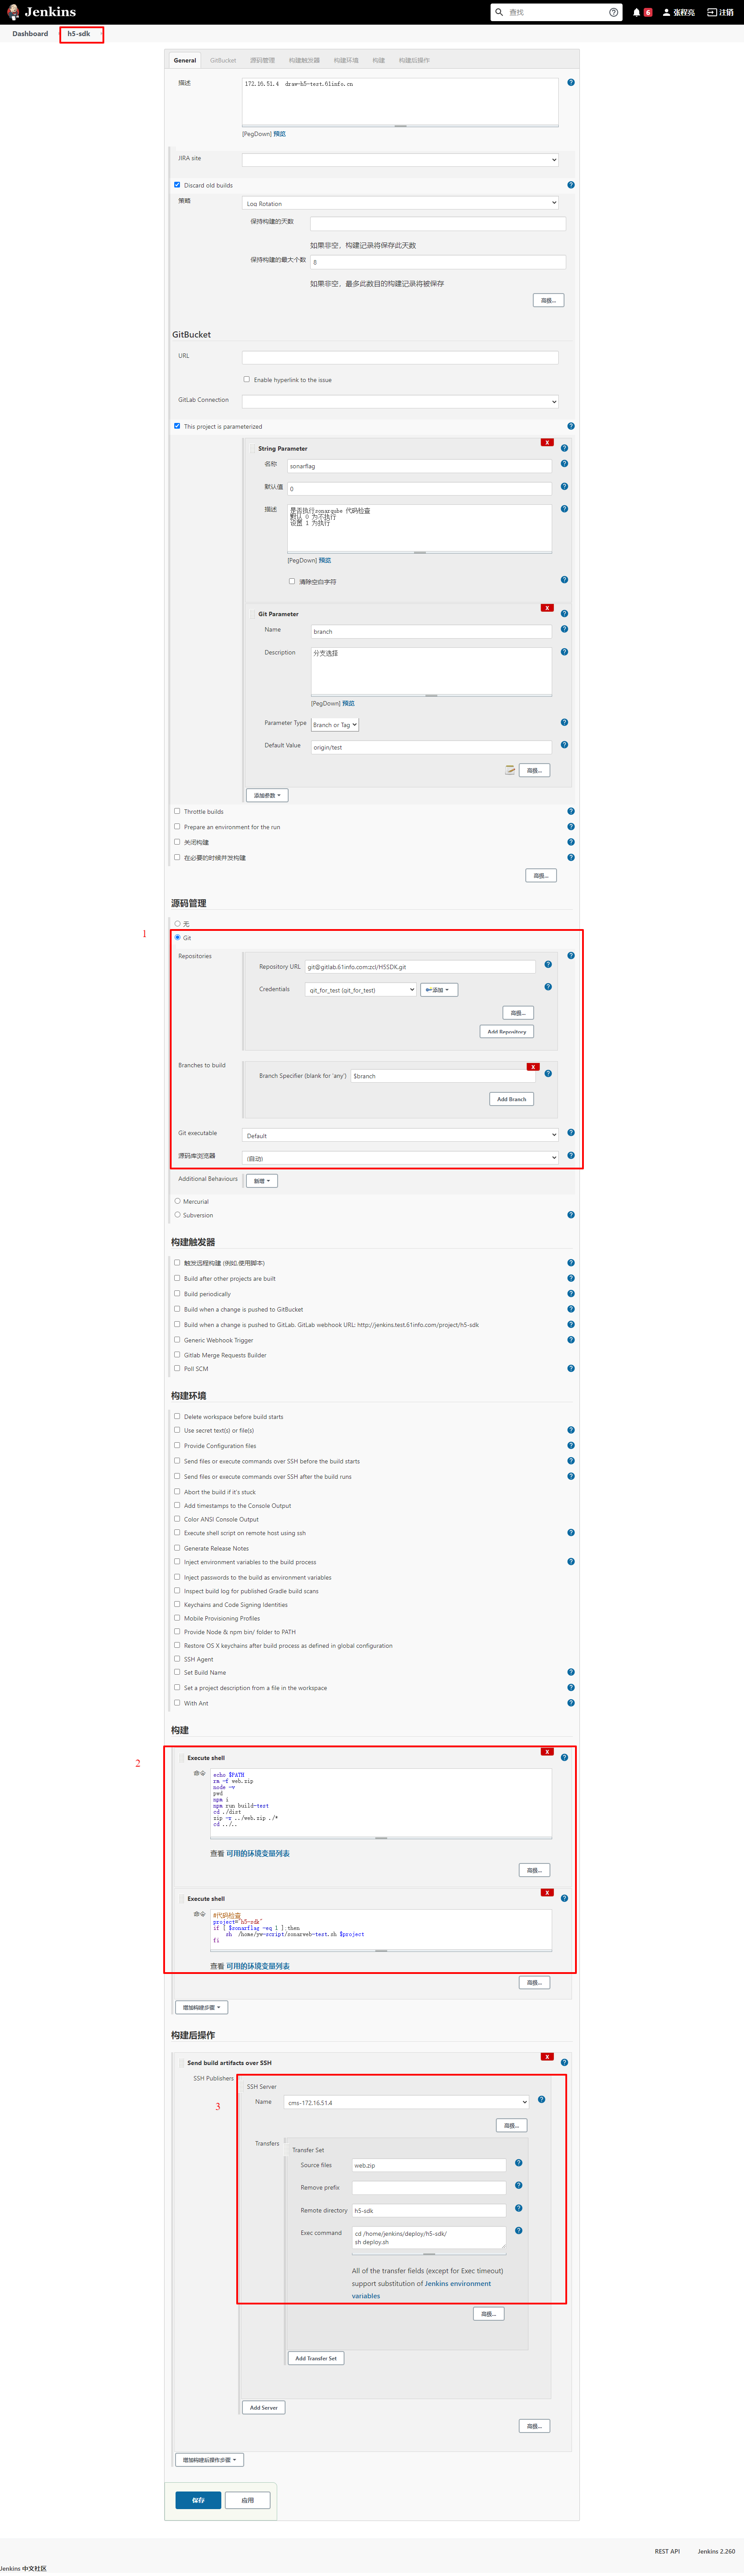 Jenkins
查找
6
张程亮
注销
Dashboard
h5-sdk
General
GitBucket
源码管理
构建触发器
构建环境
构建
构建后操作
描述
172.16.51.4 draw-h5-test.61info.cn
[PegDown] 预览
JIRA site
Discard old builds
策略
Log Rotation
保持构建的天数
如果非空，构建记录将保存此天数
保持构建的最大个数
8
如果非空，最多此数目的构建记录将被保存
高级...
GitBucket
URL
Enable hyperlink to the issue
GitLab Connection
This project is parameterized
X
String Parameter
名称
sonarflag
默认值
0
描述
是否执行sonarqube 代码检查
默认 0 为不执行
设置 1 为执行
[PegDown] 预览
清除空白字符
X
Git Parameter
Name
branch
Description
分支选择
[PegDown] 预览
Parameter Type
Branch or Tag
Default Value
origin/test
高级...
添加参数
Throttle builds
Prepare an environment for the run
关闭构建
在必要的时候并发构建
高级...
源码管理
1
无
Git
Repositories
Repository URL
git@gitlab.61info.com:zcl/H5SDK.git
Credentials
git_for_test (git_for_test)
添加
高级...
Add Repository
Branches to build
X
Branch Specifier (blank for 'any')
$branch
Add Branch
Git executable
Default
源码库浏览器
(自动)
Additional Behaviours
新增
Mercurial
Subversion
构建触发器
触发远程构建 (例如,使用脚本)
Build after other projects are built
Build periodically
Build when a change is pushed to GitBucket
Build when a change is pushed to GitLab. GitLab webhook URL: http://jenkins.test.61info.com/project/h5-sdk
Generic Webhook Trigger
Gitlab Merge Requests Builder
Poll SCM
构建环境
Delete workspace before build starts
Use secret text(s) or file(s)
Provide Configuration files
Send files or execute commands over SSH before the build starts
Send files or execute commands over SSH after the build runs
Abort the build if it's stuck
Add timestamps to the Console Output
Color ANSI Console Output
Execute shell script on remote host using ssh
Generate Release Notes
Inject environment variables to the build process
Inject passwords to the build as environment variables
Inspect build log for published Gradle build scans
Keychains and Code Signing Identities
Mobile Provisioning Profiles
Provide Node & npm bin/ folder to PATH
Restore OS X keychains after build process as defined in global configuration
SSH Agent
Set Build Name
Set a project description from a file in the workspace
With Ant
构建
2
X
Execute shell
命令
echo $PATH
rm -f web.zip
node -v
pwd
npm i
npm run build-test
cd ./dist
zip -r ../web.zip ./*
cd ../..
查看 可用的环境变量列表
高级...
X
Execute shell
命令
#代码检查
project="h5-sdk"
if [ $sonarflag -eq 1 ];then
sh /home/yw-script/sonarweb-test.sh $project
fi
查看 可用的环境变量列表
高级...
增加构建步骤
构建后操作
X
Send build artifacts over SSH
SSH Publishers
3
SSH Server
Name
cms-172.16.51.4
高级...
Transfers
Transfer Set
Source files
web.zip
Remove prefix
Remote directory
h5-sdk
Exec command
cd /home/jenkins/deploy/h5-sdk/
sh deploy.sh
All of the transfer fields (except for Exec timeout)
support substitution of Jenkins environment
variables
高级...
Add Transfer Set
Add Server
高级...
增加构建后操作步骤
保存
应用
REST API
Jenkins 2.260
Jenkins 中文社区